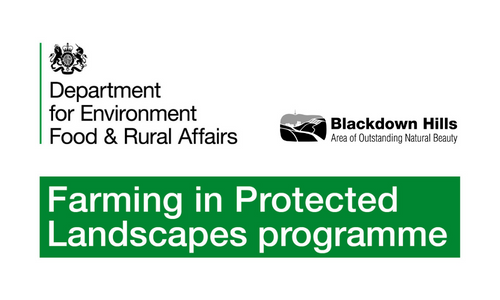 Department
for Environment
Food & Rural Affairs
Blackdown Hills
Area of Outstanding Natural Beauty
Farming in Protected
Landscapes programme